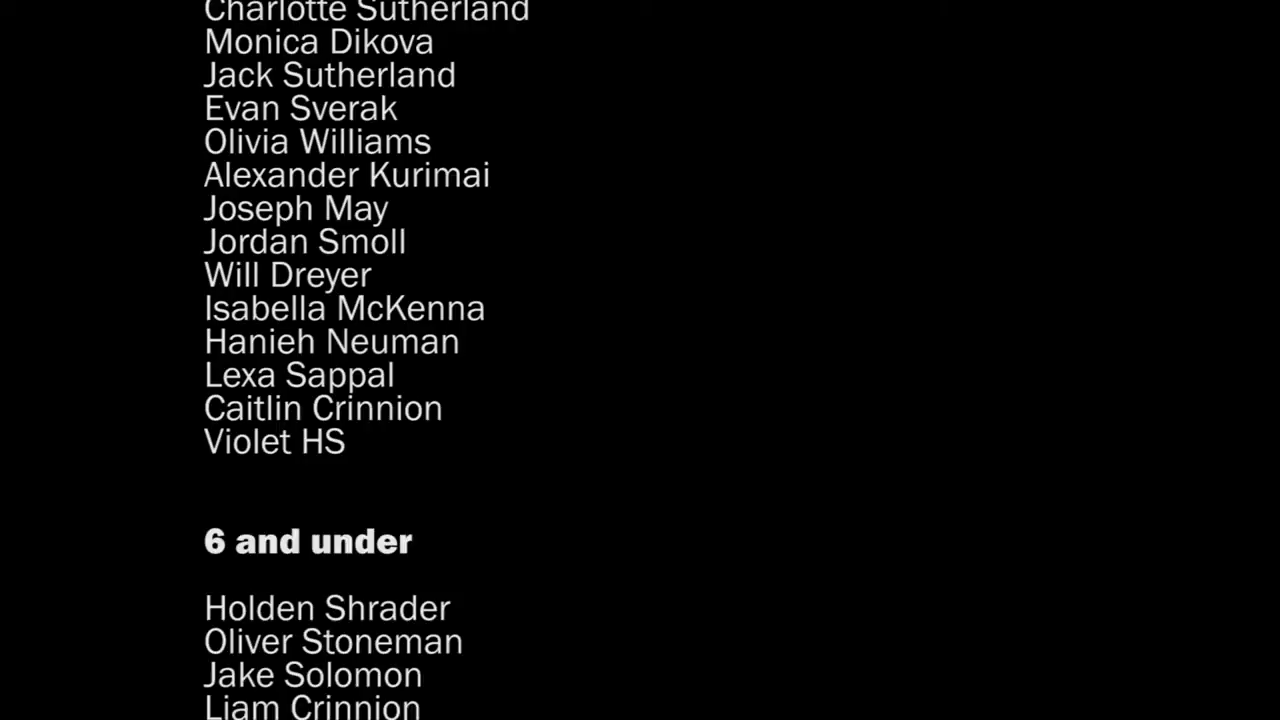 Charlotte Sutherland
Monica Dikova
Jack Sutherland
Evan Sverak
Olivia Williams
Alexander Kurimai
Joseph May
Jordan Smoll
Will Dreyer
Isabella McKenna
Hanieh Neuman
Lexa Sappal
Caitlin Crinnion
Violet HS
6 and under
Holden Shrader
Oliver Stoneman
Jake Solomon
Liam Crinnion